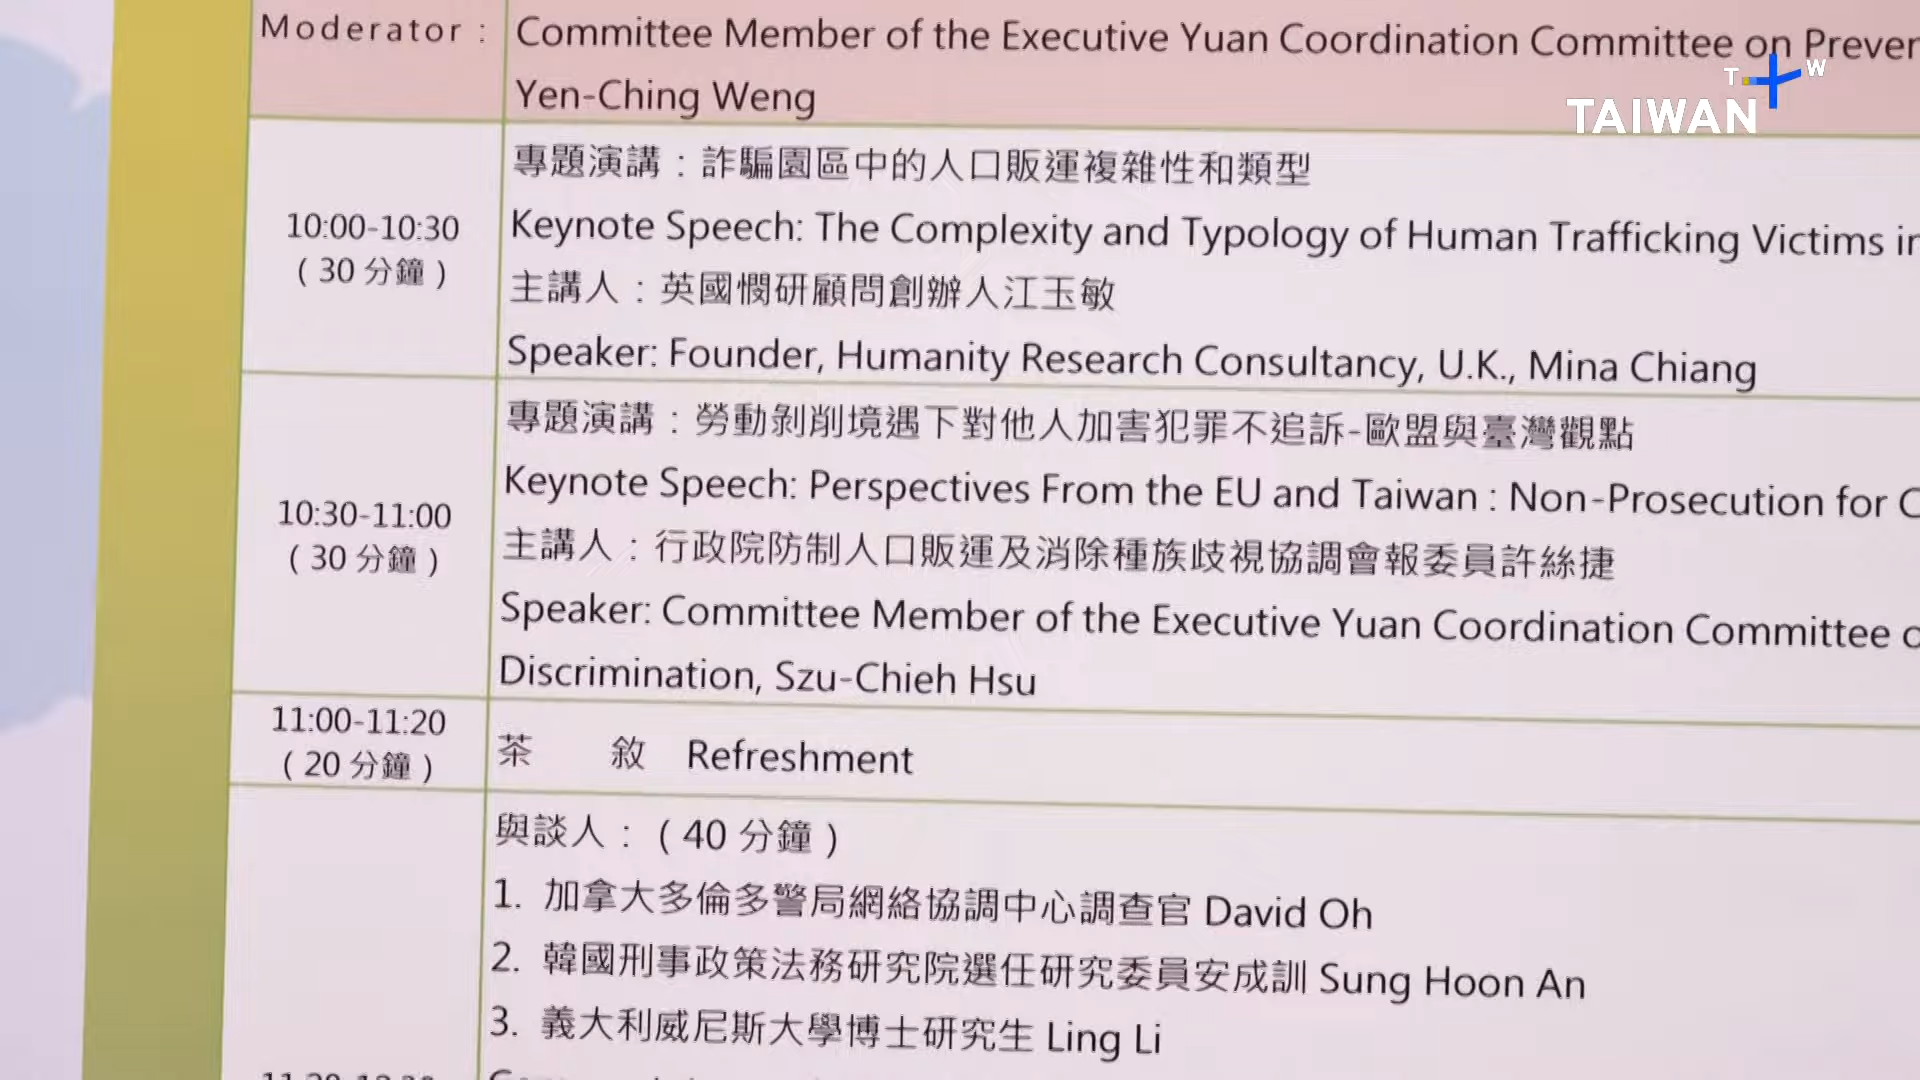 Moderator :
Committee Member of the Executive Yuan Coordination Committee on
Yen-Ching Weng
T W
TAIWAN
10:00-10:30
( 30 分鐘 )
專題演講：詐騙園區中的人口販運複雜性和類型
Keynote Speech: The Complexity and Typology of Human Trafficking Victims in
主講人：英國憫研顧問創辦人江玉敏
Speaker: Founder, Humanity Research Consultancy, U.K., Mina Chiang
10:30-11:00
( 30 分鐘 )
專題演講：勞動剝削境遇下對他人加害犯罪不追訴-歐盟與臺灣觀點
Keynote Speech: Perspectives From the EU and Taiwan : Non-Prosecution for
主講人：行政院防制人口販運及消除種族歧視協調會報委員許絲捷
Speaker: Committee Member of the Executive Yuan Coordination Committee
Discrimination, Szu-Chieh Hsu
11:00-11:20
( 20 分鐘 )
茶 敘 Refreshment
與談人：( 40 分鐘 )
1. 加拿大多倫多警局網絡協調中心調查官 David Oh
2. 韓國刑事政策法務研究院選任研究委員安成訓 Sung Hoon An
3. 義大利威尼斯大學博士研究生 Ling Li